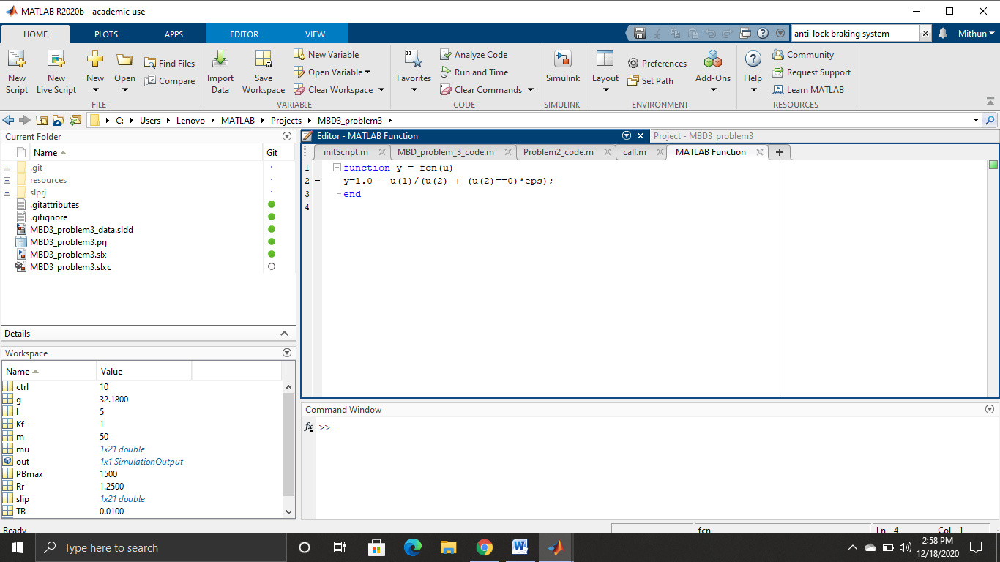 MATLAB R2020b - academic use
HOME PLOTS APPS EDITOR VIEW anti-lock braking system Mithun
New Script
New Live Script
New
Open
Find Files
Compare
FILE
Import Data
Save Workspace
New Variable
Open Variable
Clear Workspace
VARIABLE
Favorites
Analyze Code
Run and Time
Clear Commands
CODE
Simulink
SIMULINK
Layout
Preferences
Set Path
Add-Ons
ENVIRONMENT
Help
Community
Request Support
Learn MATLAB
RESOURCES
C: Users Lenovo MATLAB Projects MBD3_problem3
Current Folder
Name Git
.git
resources
slprj
.gitattributes
.gitignore
MBD3_problem3_data.sldd
MBD3_problem3.prj
MBD3_problem3.slx
MBD3_problem3.slxc
Details
Workspace
Name Value
ctrl 10
g 32.1800
I 5
Kf 1
m 50
mu 1x21 double
out 1x1 SimulationOutput
PBmax 1500
Rr 1.2500
slip 1x21 double
TB 0.0100
Editor - MATLAB Function
Project - MBD3_problem3
initScript.m MBD_problem_3_code.m Problem2_code.m call.m MATLAB Function +
1 function y = fcn(u)
2 – y=1.0 - u(1)/(u(2) + (u(2)==0)*eps);
3 end
4
Command Window
fx >>
Ready fcn Ln 4 Col 1
Type here to search
2:58 PM
12/18/2020